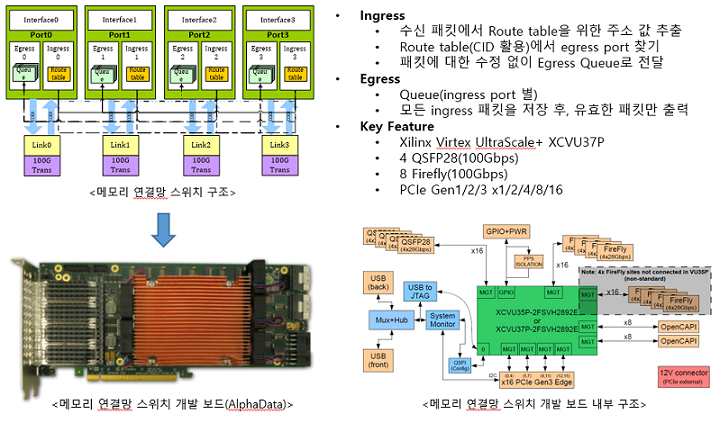 Interface0 Interface1 Interface2 Interface3
Port0 Port1 Port2 Port3
Egress 0 Ingress 0 Egress 1 Ingress 1 Egress 2 Ingress 2 Egress 3 Ingress 3
Queue Route table Queue Route table Queue Route table Queue Route table
Link0 Link1 Link2 Link3
100G Trans 100G Trans 100G Trans 100G Trans
<메모리 연결망 스위치 구조>
<메모리 연결망 스위치 개발 보드(AlphaData)>
• Ingress
• 수신 패킷에서 Route table을 위한 주소 값 추출
• Route table(CID 활용)에서 egress port 찾기
• 패킷에 대한 수정 없이 Egress Queue로 전달
• Egress
• Queue(ingress port 별)
• 모든 ingress 패킷을 저장 후, 유효한 패킷만 출력
• Key Feature
• Xilinx Virtex UltraScale+ XCVU37P
• 4 QSFP28(100Gbps)
• 8 Firefly(100Gbps)
• PCIe Gen1/2/3 x1/2/4/8/16
QSFP28
(4x28Gbps)
x16
GPIO+PWR
PPS
ISOLATION
x16
FireFly
(4x28Gbps)
Note: 4x FireFly sites not connected in VU35P
(non-standard)
x16
FireFly
(4x28Gbps)
USB
(back)
USB to
JTAG
MGT GPIO MGT
MGT
XCVU35P-2FSVH2892E
or
XCVU37P-2FSVH2892E
Mux+Hub
System
Monitor
MGT x8 OpenCAPI
MGT x8 OpenCAPI
USB
(front)
QSPI
(Config)
0 MGT MGT MGT MGT
I2C
x16 PCIe Gen3 Edge
12V connector
(PCIe external)
<메모리 연결망 스위치 개발 보드 내부 구조>